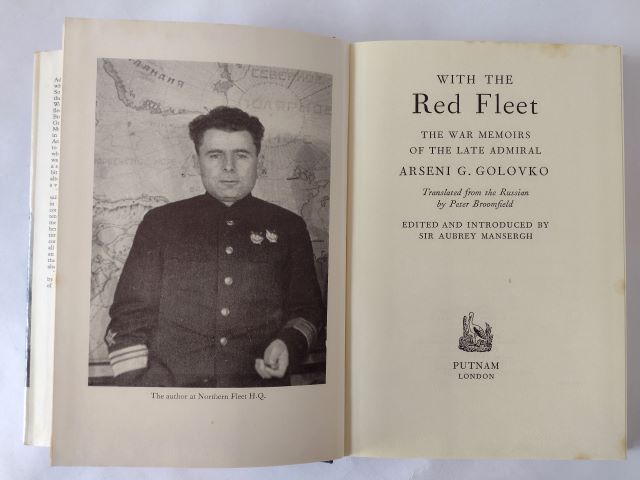 The author at Northern Fleet H.Q.
WITH THE
Red Fleet
THE WAR MEMOIRS
OF THE LATE ADMIRAL
ARSENI G. GOLOVKO
Translated from the Russian
by Peter Broomfield
EDITED AND INTRODUCED BY
SIR AUBREY MANSERGH
PUTNAM
LONDON